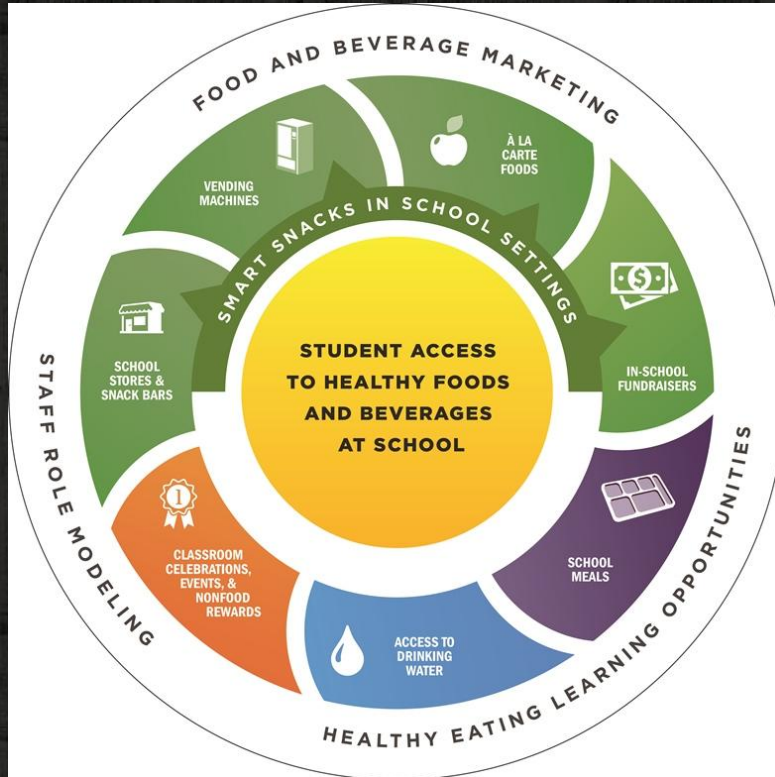 FOOD AND BEVERAGE MARKETING
VENDING
MACHINES
À LA
CARTE
FOODS
SMART SNACKS IN SCHOOL SETTINGS
SCHOOL
STORES &
SNACK BARS
IN-SCHOOL
FUNDRAISERS
STUDENT ACCESS
TO HEALTHY FOODS
AND BEVERAGES
AT SCHOOL
STAFF ROLE MODELING
1
CLASSROOM
CELEBRATIONS,
EVENTS, &
NONFOOD
REWARDS
SCHOOL
MEALS
ACCESS TO
DRINKING
WATER
HEALTHY EATING LEARNING OPPORTUNITIES
$